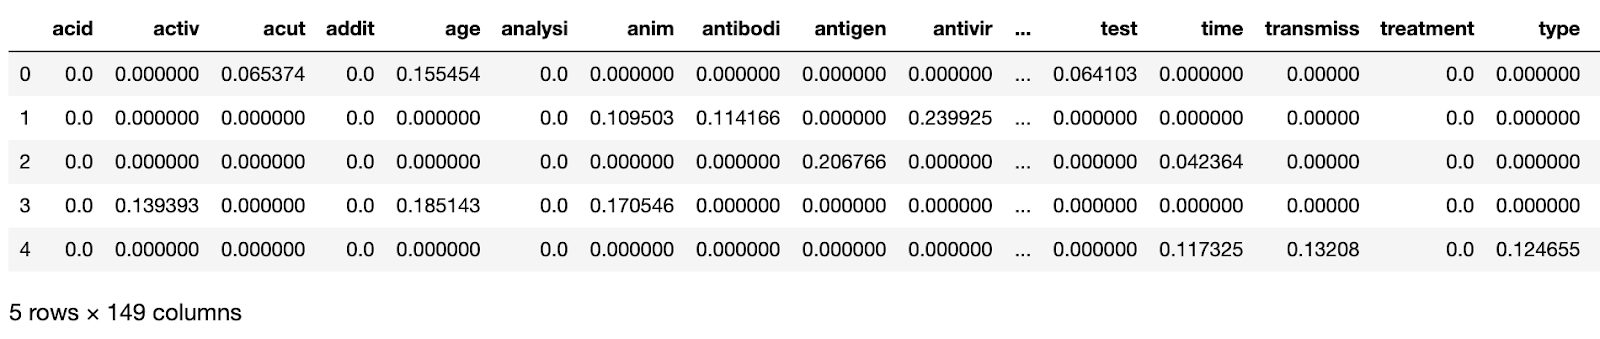 acid activ acut addit age analysi anim antibodi antigen antivir ... test time transmiss treatment type
0 0.0 0.000000 0.065374 0.0 0.155454 0.0 0.000000 0.000000 0.000000 0.000000 ... 0.064103 0.000000 0.00000 0.0 0.000000
1 0.0 0.000000 0.000000 0.0 0.000000 0.0 0.109503 0.114166 0.000000 0.239925 ... 0.000000 0.000000 0.00000 0.0 0.000000
2 0.0 0.000000 0.000000 0.0 0.000000 0.0 0.000000 0.000000 0.206766 0.000000 ... 0.000000 0.042364 0.00000 0.0 0.000000
3 0.0 0.139393 0.000000 0.0 0.185143 0.0 0.170546 0.000000 0.000000 0.000000 ... 0.000000 0.000000 0.00000 0.0 0.000000
4 0.0 0.000000 0.000000 0.0 0.000000 0.0 0.000000 0.000000 0.000000 0.000000 ... 0.000000 0.117325 0.13208 0.0 0.124655
5 rows × 149 columns